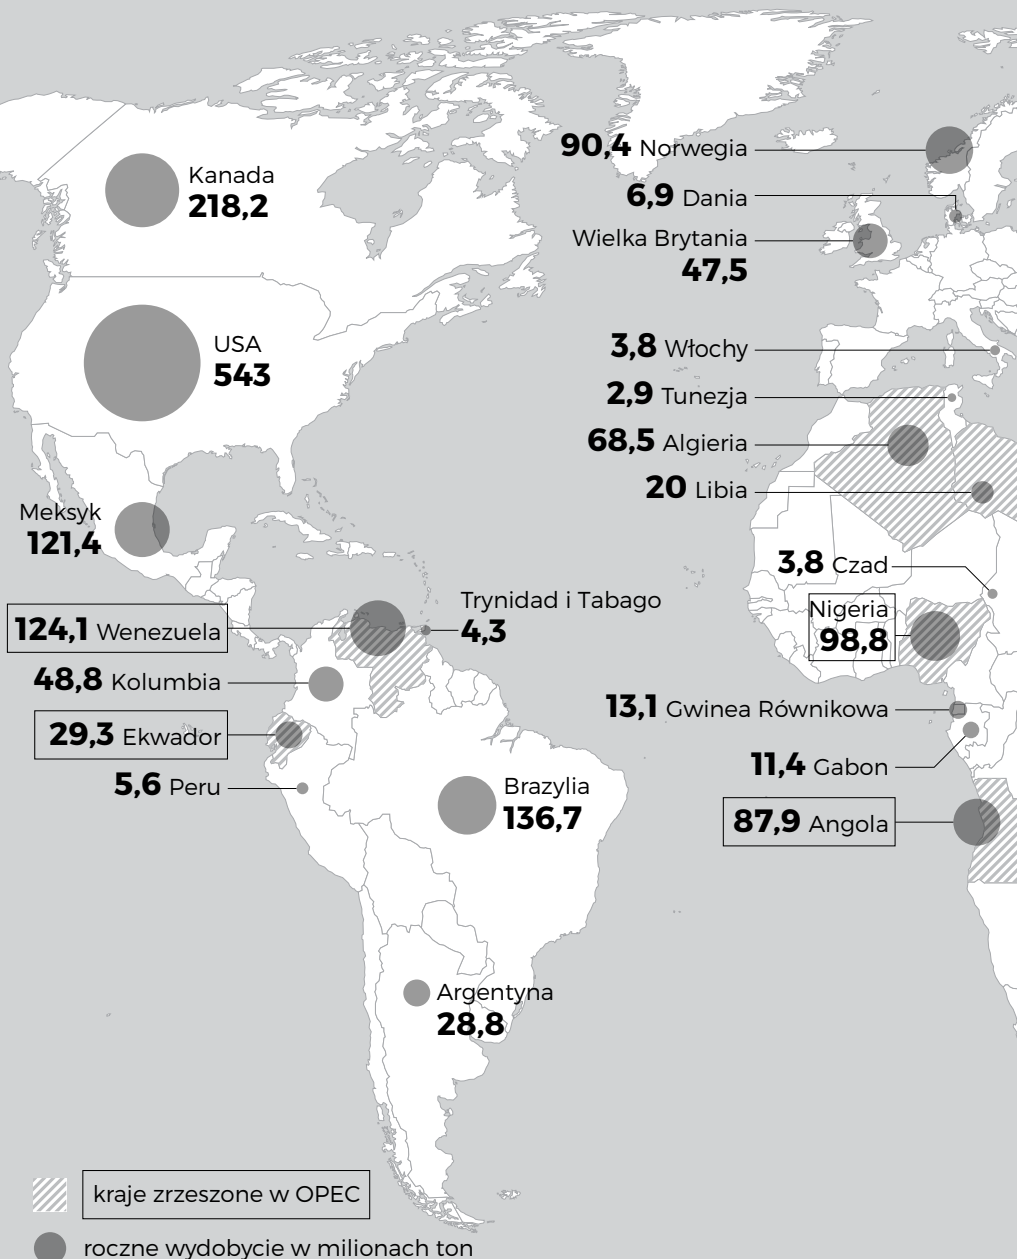 90,4 Norwegia
Kanada
218,2
6,9 Dania
Wielka Brytania
47,5
USA
543
3,8 Włochy
2,9 Tunezja
68,5 Algieria
20 Libia
Meksyk
121,4
3,8 Czad
Trynidad i Tabago
4,3
Nigeria
98,8
124,1 Wenezuela
48,8 Kolumbia
13,1 Gwinea Równikowa
29,3 Ekwador
11,4 Gabon
5,6 Peru
Brazylia
136,7
87,9 Angola
Argentyna
28,8
kraje zrzeszone w OPEC
roczne wydobycie w milionach ton